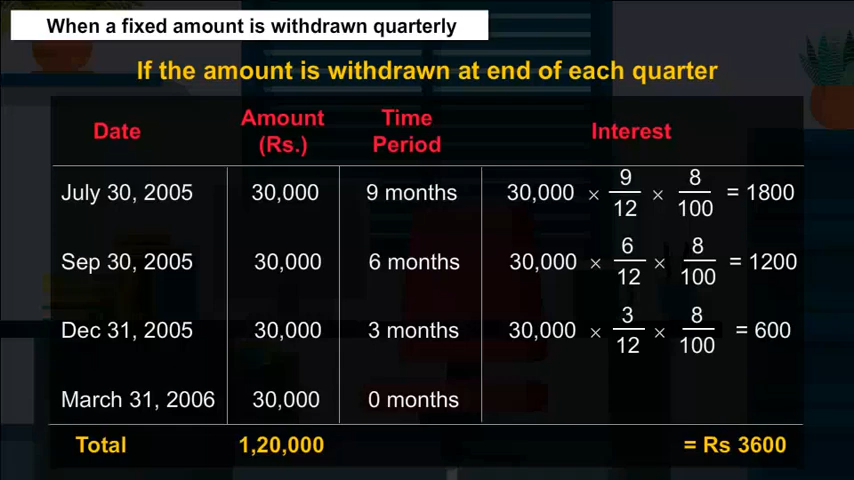 When a fixed amount is withdrawn quarterly
If the amount is withdrawn at end of each quarter
Date Amount (Rs.) Time Period Interest
July 30, 2005 30,000 9 months 30,000 × 9/12 × 8/100 = 1800
Sep 30, 2005 30,000 6 months 30,000 × 6/12 × 8/100 = 1200
Dec 31, 2005 30,000 3 months 30,000 × 3/12 × 8/100 = 600
March 31, 2006 30,000 0 months
Total 1,20,000 = Rs 3600